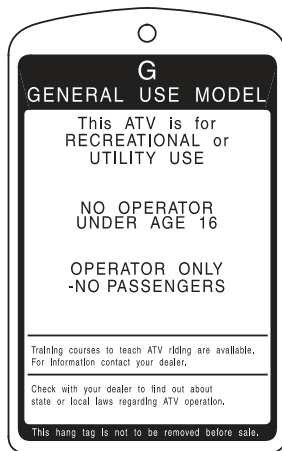 G
GENERAL USE MODEL
This ATV is for
RECREATIONAL or
UTILITY USE
NO OPERATOR
UNDER AGE 16
OPERATOR ONLY
-NO PASSENGERS
Training courses to teach ATV riding are available.
For information contact your dealer.
Check with your dealer to find out about
state or local laws regarding ATV operation.
This hang tag is not to be removed before sale.